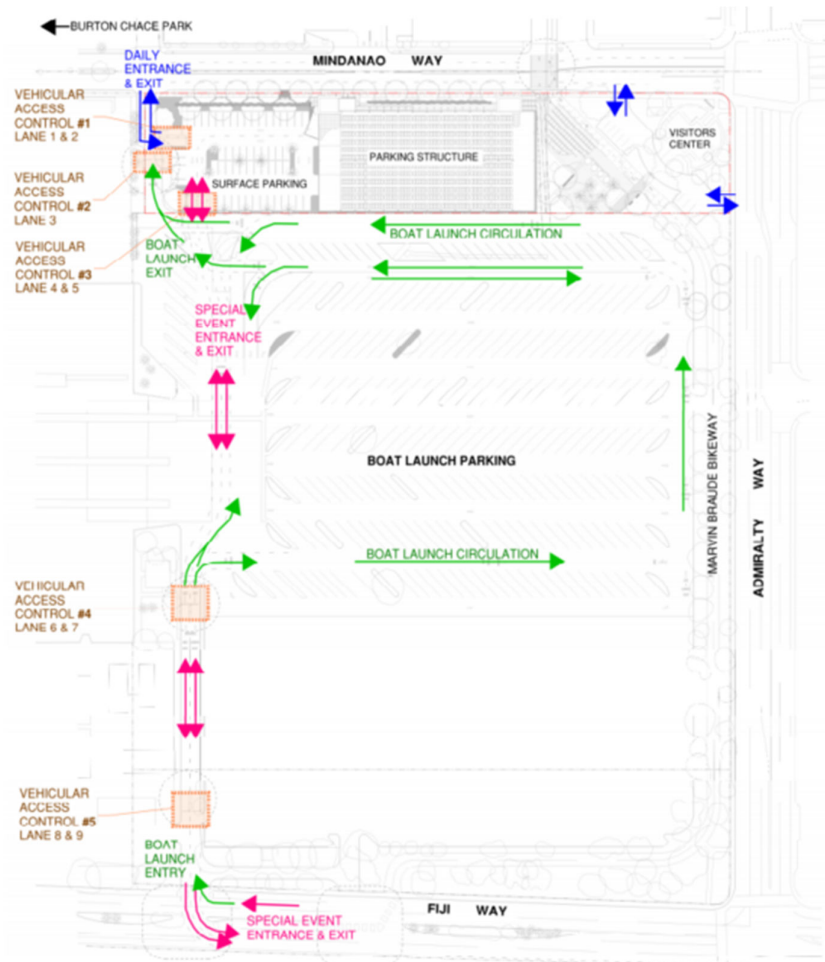 BURTON CHACE PARK
MINDANAO WAY
DAILY
ENTRANCE
& EXIT
VEHICULAR
ACCESS
CONTROL #1
LANE 1 & 2
VISITORS
CENTER
PARKING STRUCTURE
VEHICULAR
ACCESS
CONTROL #2
LANE 3
SURFACE PARKING
BOAT LAUNCH CIRCULATION
VEHICULAR
ACCESS
CONTROL #3
LANE 4 & 5
BOAT
LAUNCH
EXIT
SPECIAL
EVENT
ENTRANCE
& EXIT
BOAT LAUNCH PARKING
MARVIN BRAUDE BIKEWAY
ADMIRALTY WAY
BOAT LAUNCH CIRCULATION
VEHICULAR
ACCESS
CONTROL #4
LANE 6 & 7
VEHICULAR
ACCESS
CONTROL #5
LANE 8 & 9
BOAT
LAUNCH
ENTRY
FIJI WAY
SPECIAL EVENT
ENTRANCE & EXIT